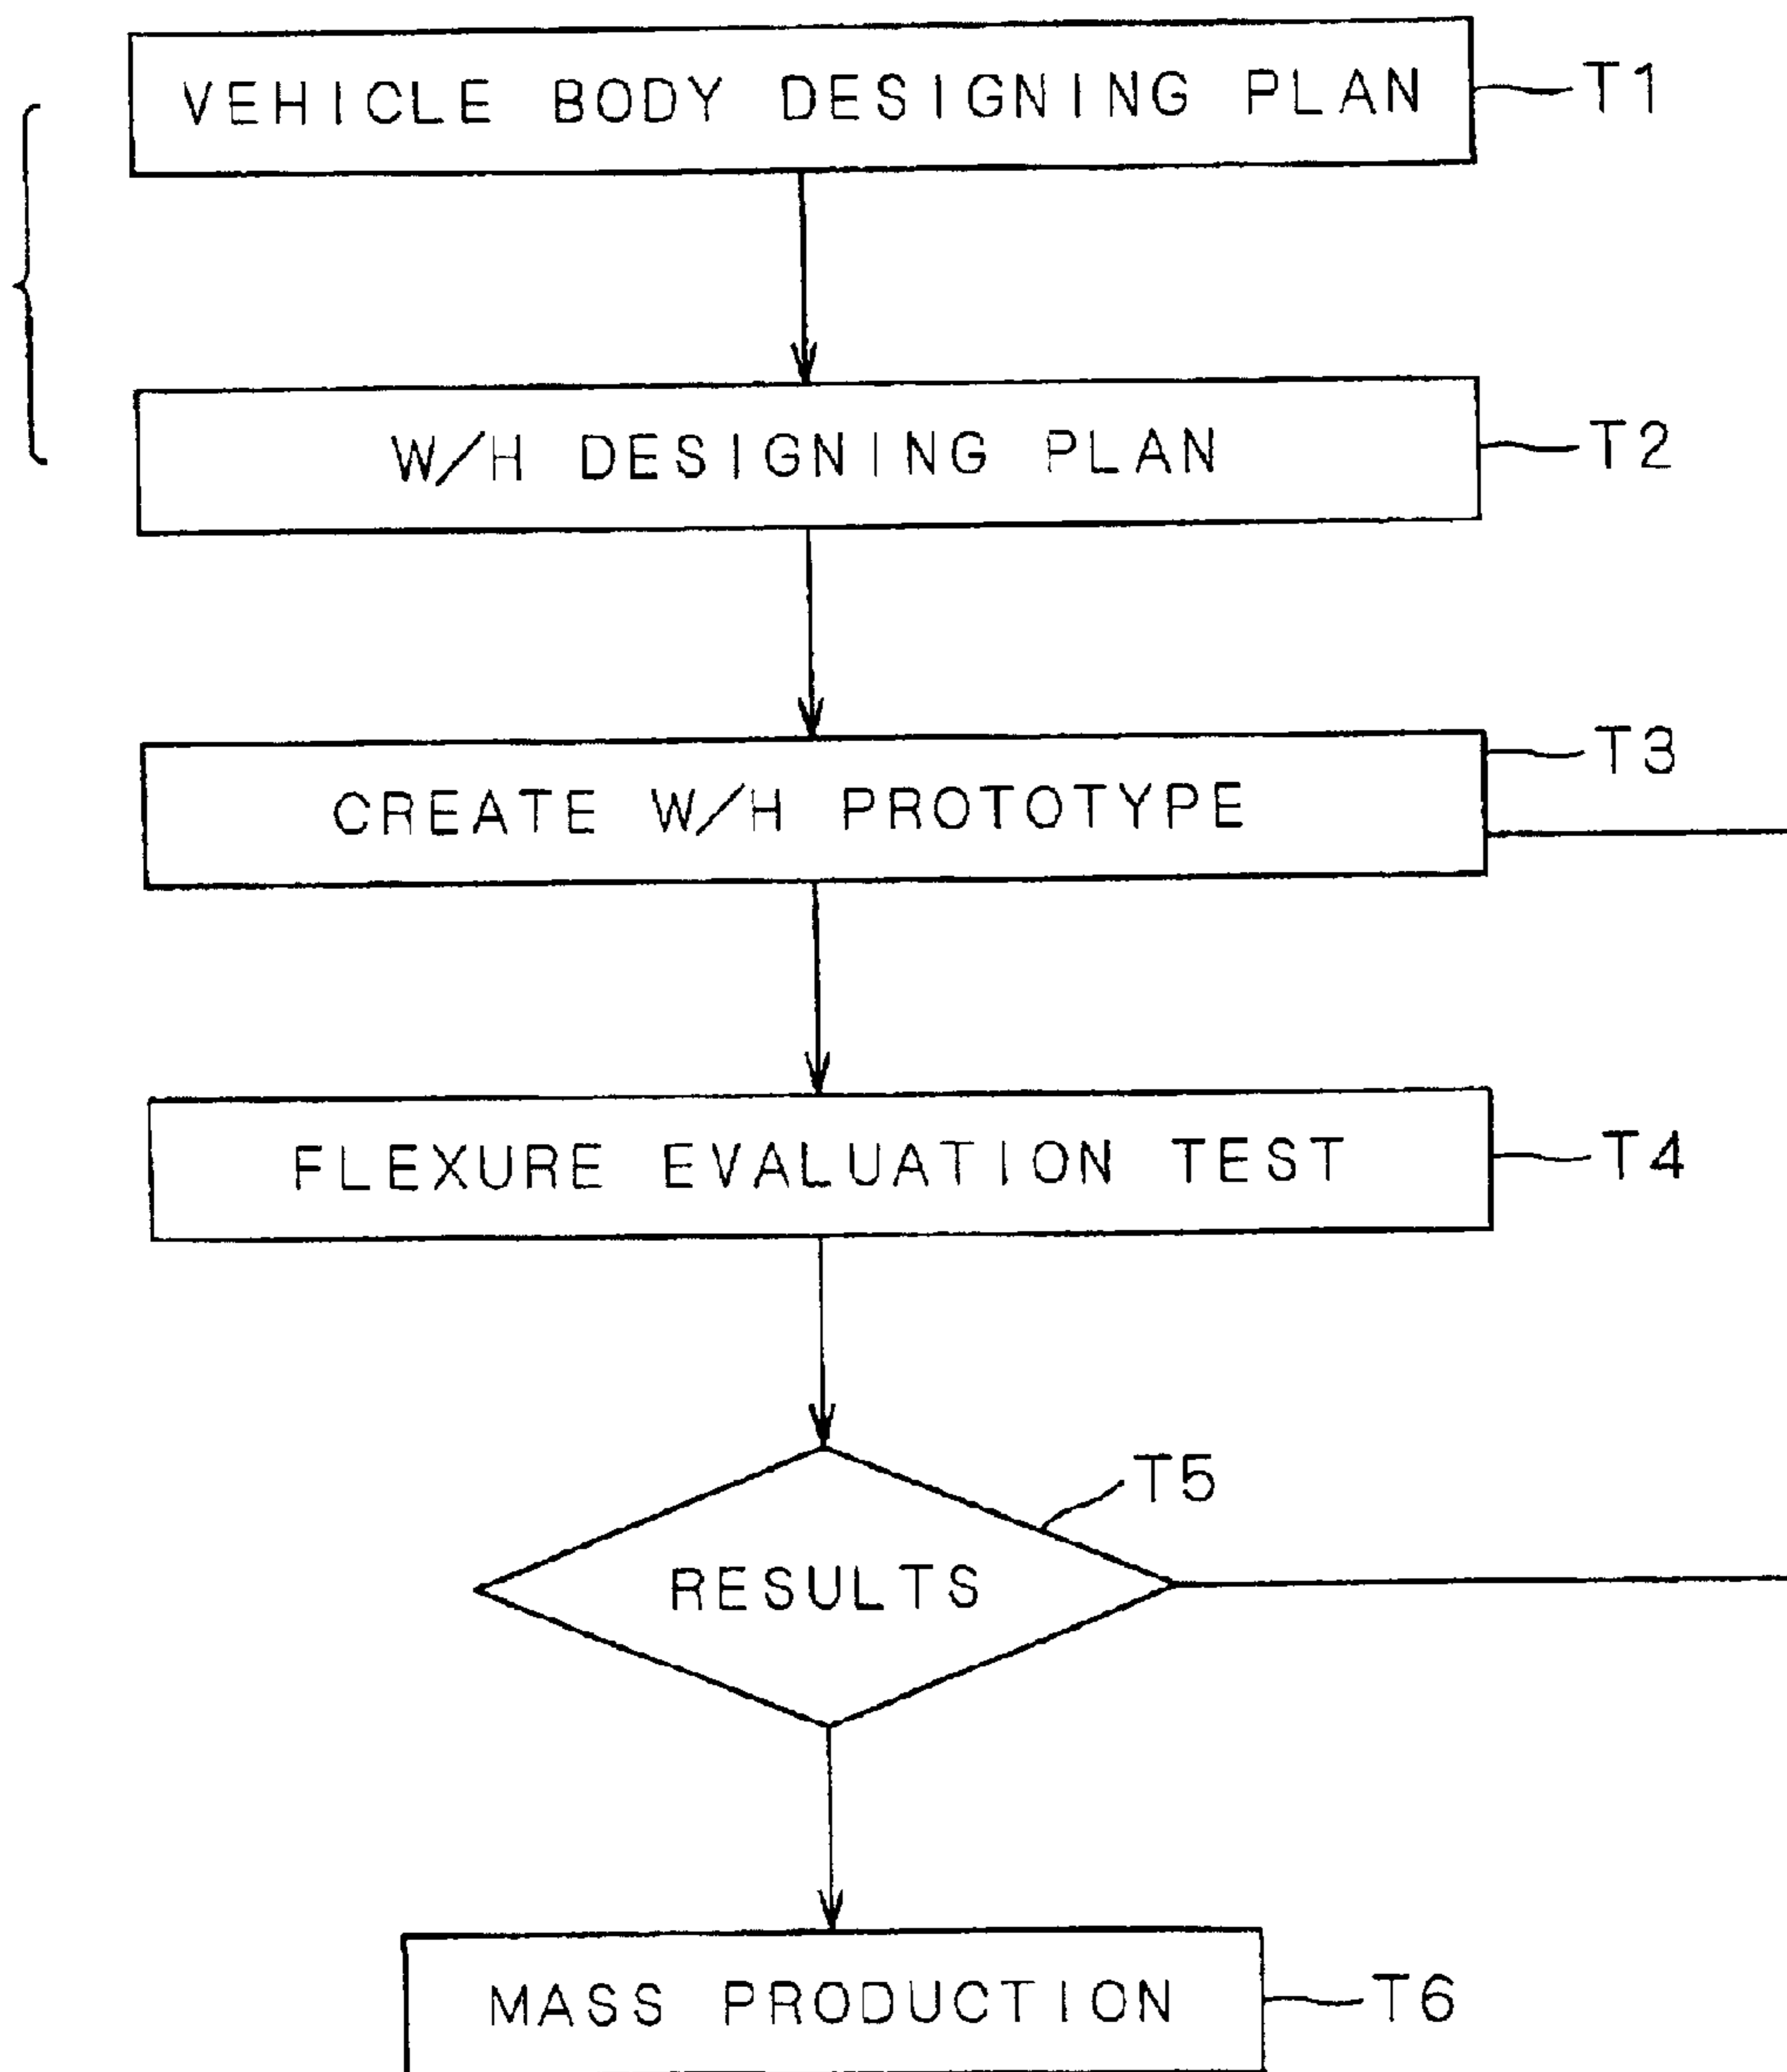 VEHICLE BODY DESIGNING PLAN T1
W/H DESIGNING PLAN T2
CREATE W/H PROTOTYPE T3
FLEXURE EVALUATION TEST T4
T5
RESULTS
MASS PRODUCTION T6